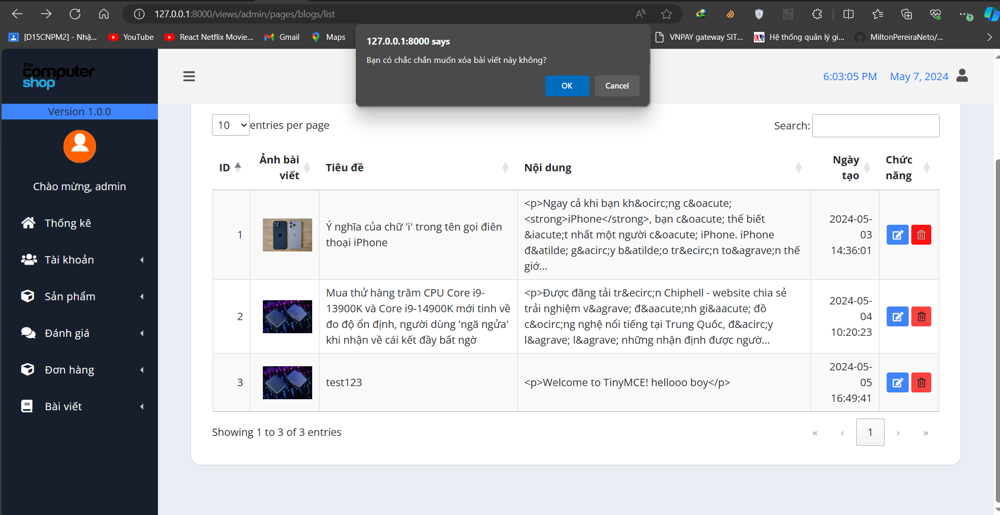 127.0.0.1:8000/views/admin/pages/blogs/list
[D15CNPM2] - Nhậ...
YouTube
React Netflix Movie...
Gmail
Maps
VNPAY gateway SIT...
Hệ thống quản lý gi...
MiltonPereiraNeto/...
127.0.0.1:8000 says
Bạn có chắc chắn muốn xóa bài viết này không?
OK
Cancel
the
computer
shop
Version 1.0.0
Chào mừng, admin
Thống kê
Tài khoản
Sản phẩm
Đánh giá
Đơn hàng
Bài viết
6:03:05 PM
May 7, 2024
10
entries per page
Search:
ID
Ảnh bài
viết
Tiêu đề
Nội dung
Ngày
tạo
Chức
năng
1
Ý nghĩa của chữ 'i' trong tên gọi điên
thoại iPhone
<p>Ngay cả khi bạn kh&ocirc;ng c&oacute;
<strong>iPhone</strong>, bạn c&oacute; thể biết
&iacute;t nhất một người c&oacute; iPhone. iPhone
đ&atilde; g&acirc;y b&atilde;o tr&ecirc;n to&agrave;n thế
giớ...
2024-05-
03
14:36:01
2
Mua thử hàng trăm CPU Core i9-
13900K và Core i9-14900K mới tinh về
đo độ ổn định, người dùng 'ngã ngửa'
khi nhận về cái kết đầy bất ngờ
<p>Được đăng tải tr&ecirc;n Chiphell - website chia sẻ
trải nghiệm v&agrave; đ&aacute;nh gi&aacute; đồ
c&ocirc;ng nghệ nổi tiếng tại Trung Quốc, đ&acirc;y
l&agrave; l&agrave; những nhận định được ngườ...
2024-05-
04
10:20:23
3
test123
<p>Welcome to TinyMCE! hellooo boy</p>
2024-05-
05
16:49:41
Showing 1 to 3 of 3 entries
« ‹ 1 › »